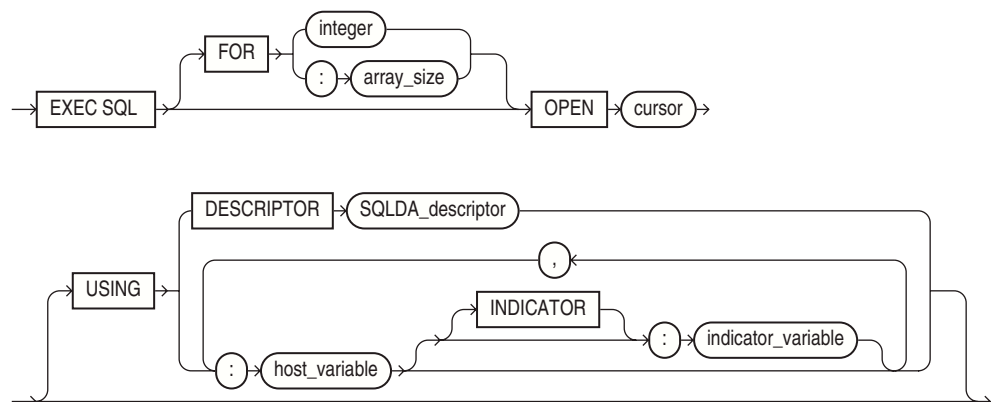 integer
FOR
: array_size
EXEC SQL OPEN cursor
DESCRIPTOR SQLDA_descriptor
,
USING
INDICATOR
: indicator_variable
: host_variable